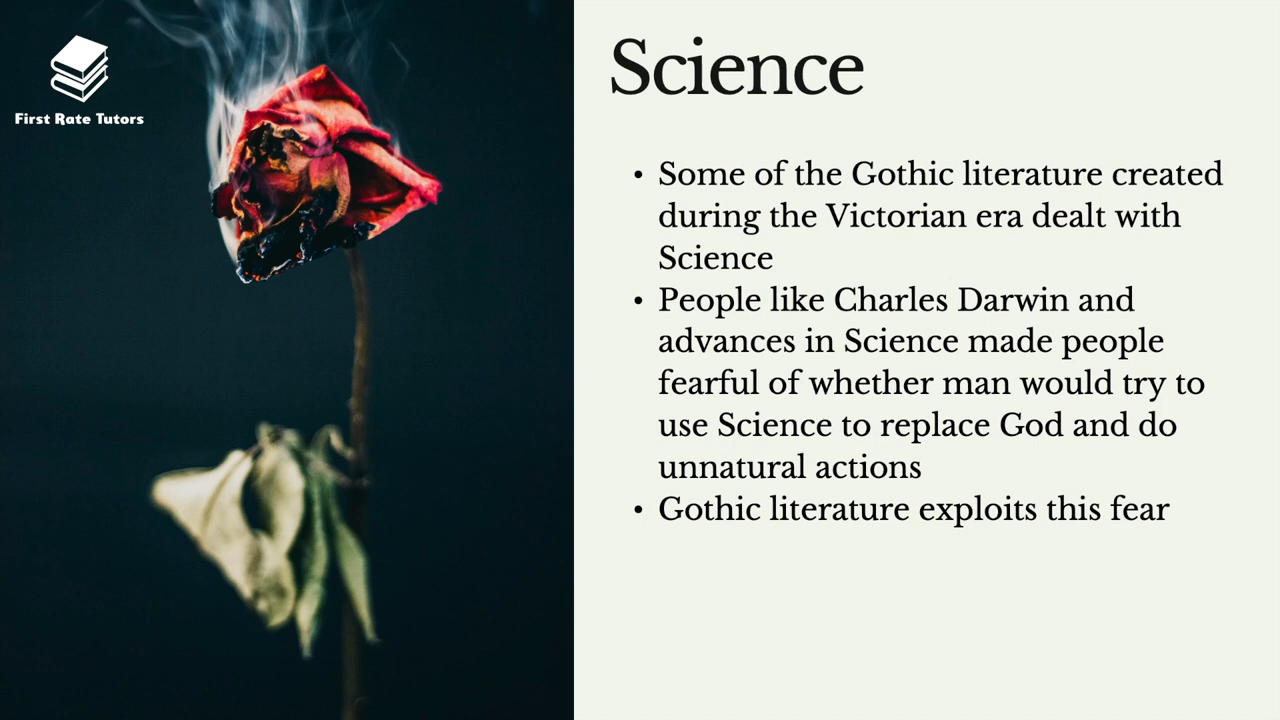 First Rate Tutors
Science
• Some of the Gothic literature created
during the Victorian era dealt with
Science
• People like Charles Darwin and
advances in Science made people
fearful of whether man would try to
use Science to replace God and do
unnatural actions
• Gothic literature exploits this fear